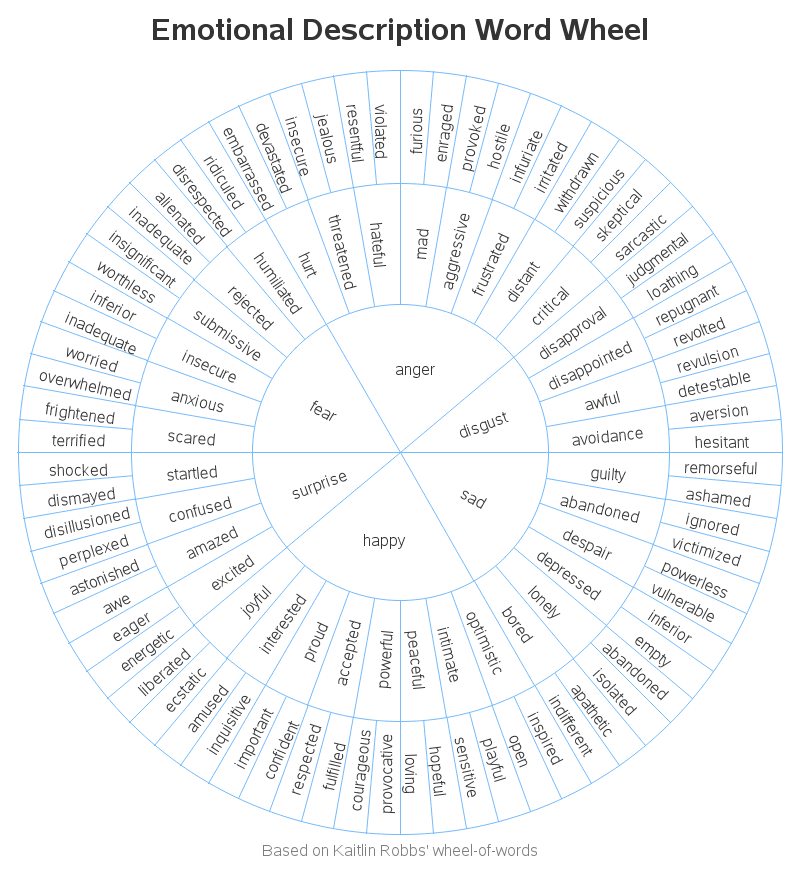 Emotional Description Word Wheel
anger
disgust
sad
happy
surprise
fear
mad
aggressive
frustrated
distant
critical
disapproval
disappointed
awful
avoidance
guilty
abandoned
despair
depressed
lonely
bored
optimistic
intimate
peaceful
powerful
accepted
proud
interested
joyful
excited
amazed
confused
startled
scared
anxious
insecure
submissive
rejected
humiliated
hurt
threatened
hateful
furious
enraged
provoked
hostile
infuriate
irritated
withdrawn
suspicious
skeptical
sarcastic
judgmental
loathing
repugnant
revolted
revulsion
detestable
aversion
hesitant
remorseful
ashamed
ignored
victimized
powerless
vulnerable
inferior
empty
abandoned
isolated
apathetic
indifferent
inspired
open
playful
sensitive
hopeful
loving
provocative
courageous
fulfilled
respected
confident
important
inquisitive
amused
ecstatic
liberated
energetic
eager
awe
astonished
perplexed
disillusioned
dismayed
shocked
terrified
frightened
overwhelmed
worried
inadequate
inferior
worthless
insignificant
inadequate
alienated
disrespected
ridiculed
embarrassed
devastated
insecure
jealous
resentful
violated
Based on Kaitlin Robbs' wheel-of-words